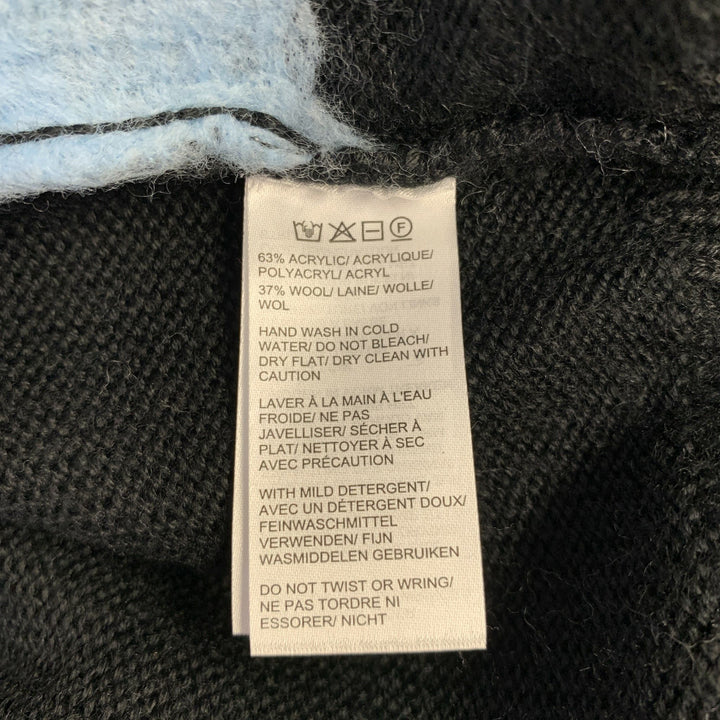 F
63% ACRYLIC/ ACRYLIQUE/
POLYACRYL/ ACRYL
37% WOOL/ LAINE/ WOLLE/
WOL
HAND WASH IN COLD
WATER/ DO NOT BLEACH/
DRY FLAT/ DRY CLEAN WITH
CAUTION
LAVER À LA MAIN À L'EAU
FROIDE/ NE PAS
JAVELLISER/ SÉCHER À
PLAT/ NETTOYER À SEC
AVEC PRÉCAUTION
WITH MILD DETERGENT/
AVEC UN DÉTERGENT DOUX/
FEINWASCHMITTEL
VERWENDEN/ FIJN
WASMIDDELEN GEBRUIKEN
DO NOT TWIST OR WRING/
NE PAS TORDRE NI
ESSORER/ NICHT